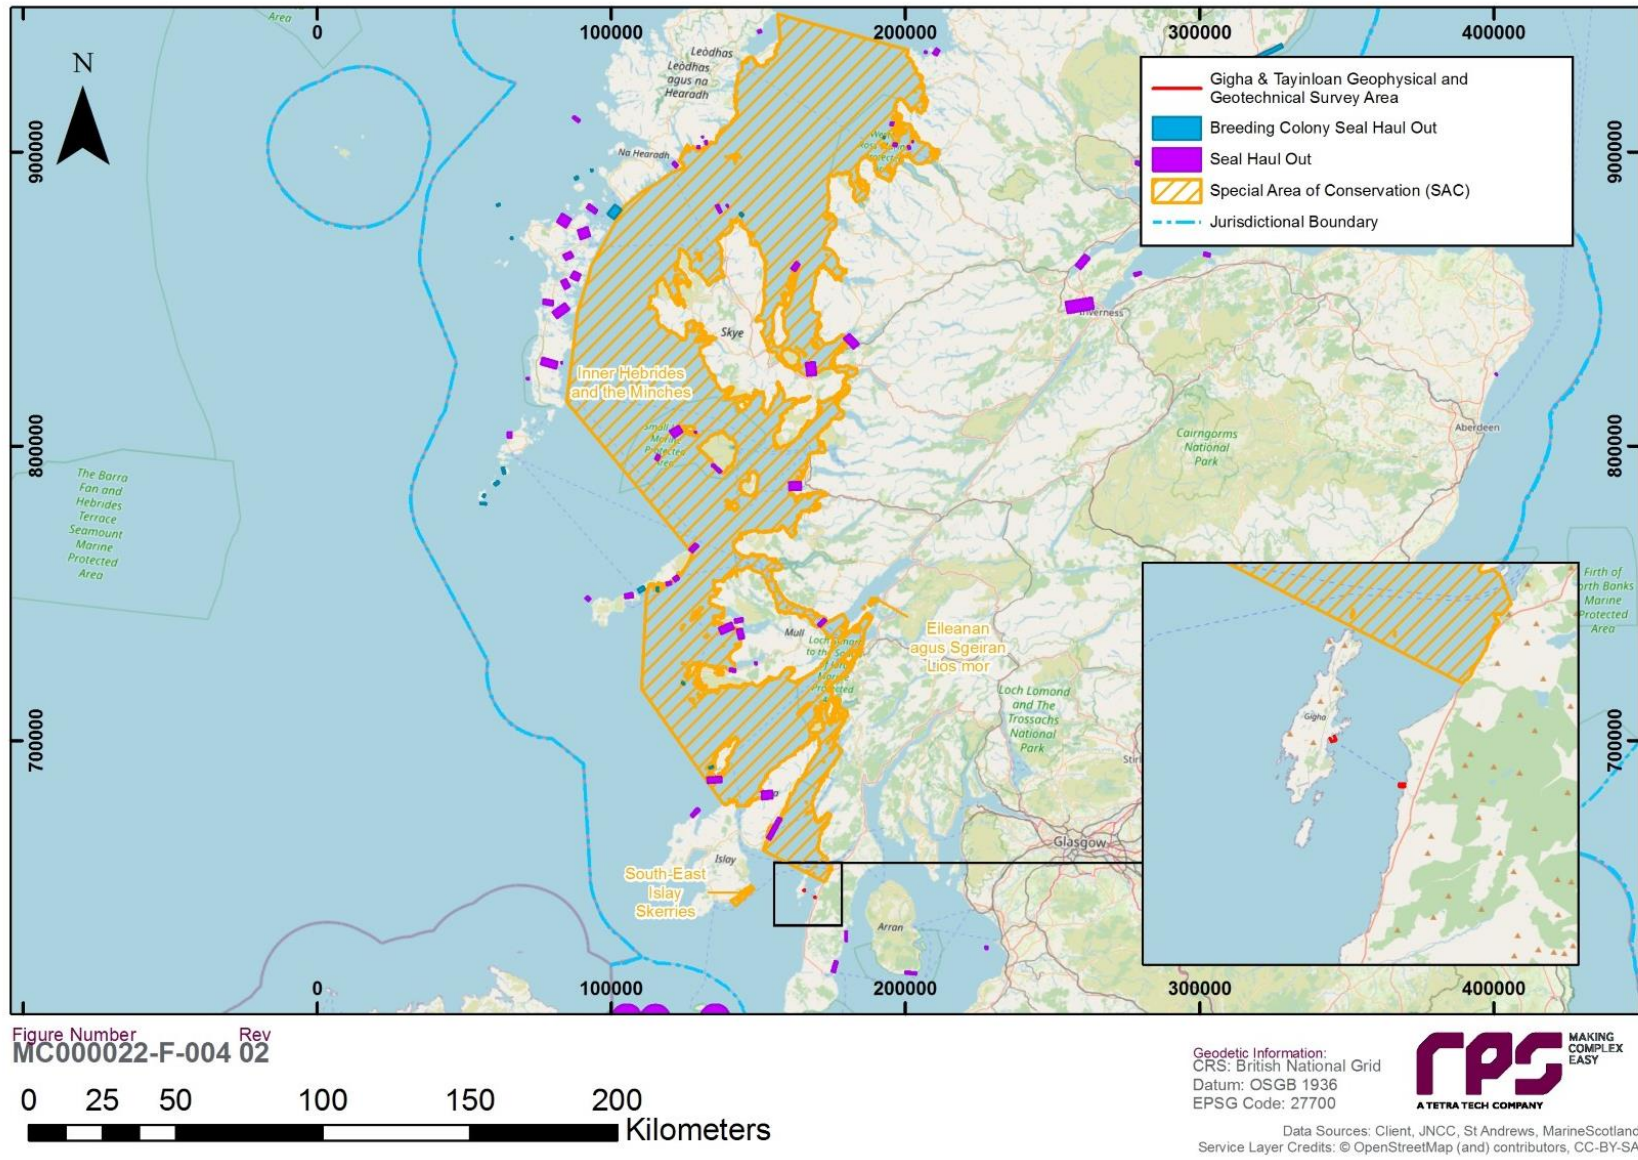 Area
0
100000
200000
300000
400000
N
Leòdhas
Leòdhas
agus na
Hearadh
Na Hearadh
900000
900000
Gigha & Tayinloan Geophysical and
Geotechnical Survey Area
Breeding Colony Seal Haul Out
Seal Haul Out
Special Area of Conservation (SAC)
Jurisdictional Boundary
Inverness
Skye
Inner Hebrides
and the Minches
Marine
Protected
Area
800000
800000
Cairngorms
National
Park
Aberdeen
The Barra
Fan and
Hebrides
Terrace
Seamount
Marine
Protected
Area
Firth of
Marine
Protected
Area
Mull
to the
Protected
Eileanan
agus Sgeiran
Lios mor
Loch Lomond
and The
Trossachs
National
Park
Gigha
700000
700000
Glasgow
Islay
South-East
Islay
Skerries
Arran
0
100000
200000
300000
400000
Figure Number Rev
MC000022-F-004 02
0 25 50 100 150 200
Kilometers
Geodetic Information:
CRS: British National Grid
Datum: OSGB 1936
EPSG Code: 27700
rps
MAKING
COMPLEX
EASY
A TETRA TECH COMPANY
Data Sources: Client, JNCC, St Andrews, MarineScotland
Service Layer Credits: © OpenStreetMap (and) contributors, CC-BY-SA